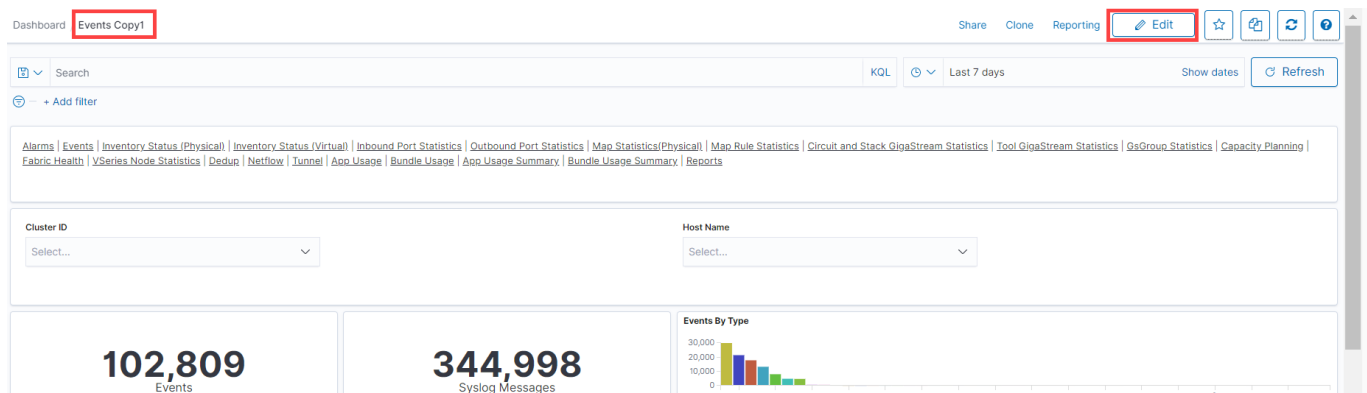 Dashboard Events Copy1 Share Clone Reporting Edit
Search KQL Last 7 days Show dates Refresh
+ Add filter
Alarms | Events | Inventory Status (Physical) | Inventory Status (Virtual) | Inbound Port Statistics | Outbound Port Statistics | Map Statistics(Physical) | Map Rule Statistics | Circuit and Stack GigaStream Statistics | Tool GigaStream Statistics | GsGroup Statistics | Capacity Planning |
Fabric Health | VSeries Node Statistics | Dedup | Netflow | Tunnel | App Usage | Bundle Usage | App Usage Summary | Bundle Usage Summary | Reports
Cluster ID Host Name
Select... Select...
Events By Type
30,000
20,000
10,000
0
102,809 344,998
Events Syslog Messages